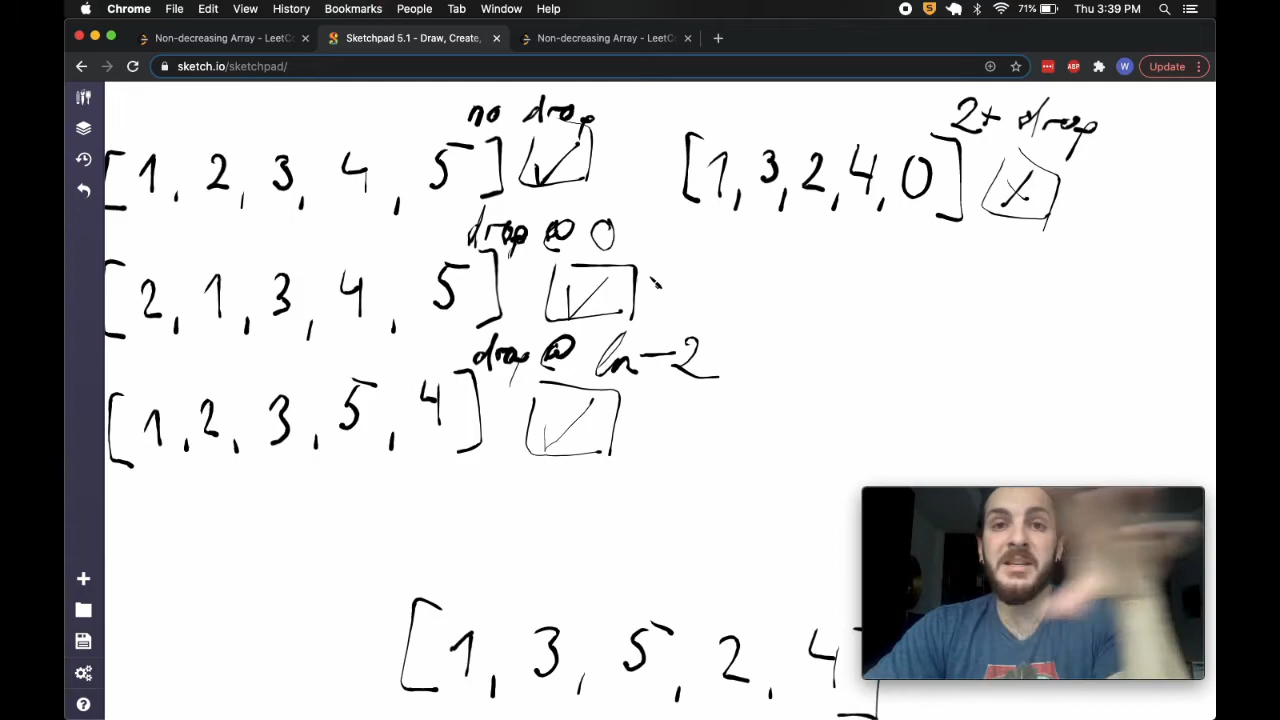 Chrome File Edit View History Bookmarks People Tab Window Help 71% Thu 3:39 PM
Non-decreasing Array - LeetC Sketchpad 5.1 - Draw, Create, Non-decreasing Array - LeetC
sketch.io/sketchpad/ ABP W Update
no drop
[1, 2, 3, 4, 5]
2+ drop
[1, 3, 2, 4, 0]
drop @ 0
[2, 1, 3, 4, 5]
drop @ ln-2
[1, 2, 3, 5, 4]
[1, 3, 5, 2, 4]